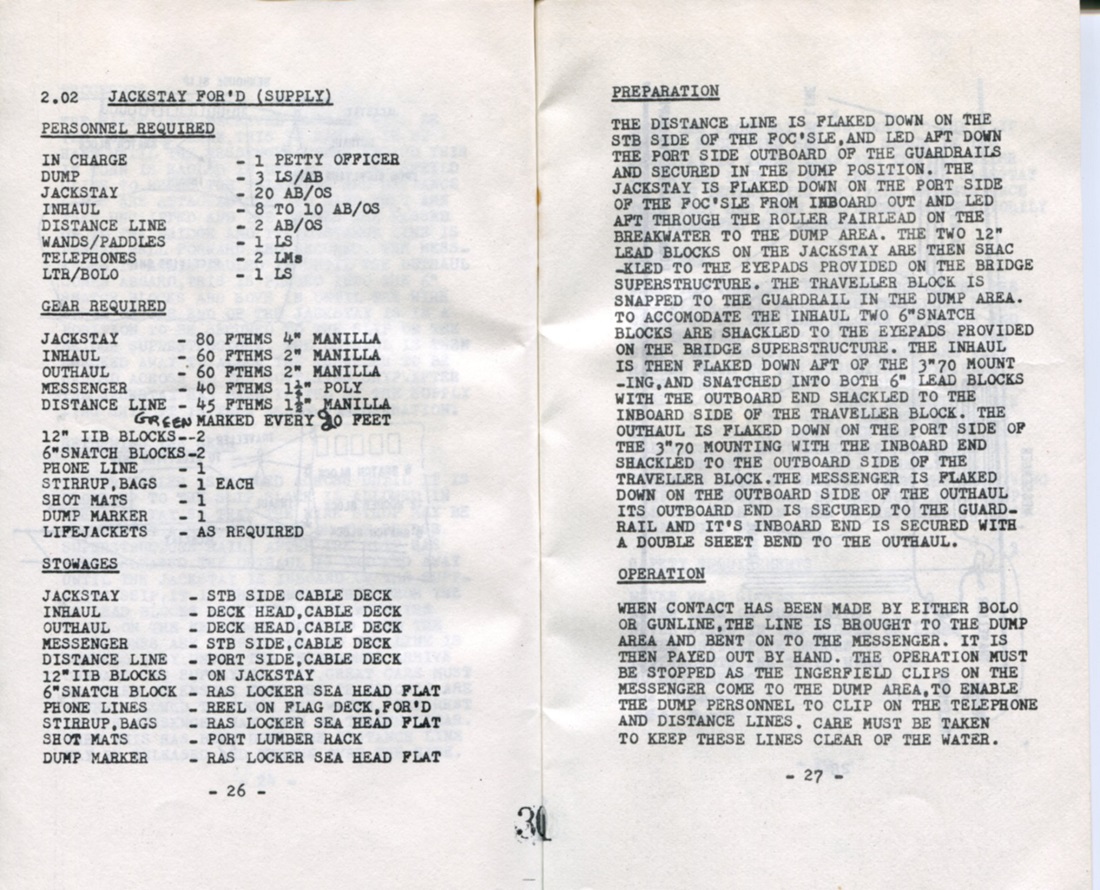 2.02 JACKSTAY FOR'D (SUPPLY)
PERSONNEL REQUIRED
IN CHARGE - 1 PETTY OFFICER
DUMP - 3 LS/AB
JACKSTAY - 20 AB/OS
INHAUL - 8 TO 10 AB/OS
DISTANCE LINE - 2 AB/OS
WANDS/PADDLES - 1 LS
TELEPHONES - 2 LMs
LTR/BOLO - 1 LS
GEAR REQUIRED
JACKSTAY - 80 FTHMS 4" MANILLA
INHAUL - 60 FTHMS 2" MANILLA
OUTHAUL - 60 FTHMS 2" MANILLA
MESSENGER - 40 FTHMS 1½" POLY
DISTANCE LINE - 45 FTHMS 1½" MANILLA
GREEN MARKED EVERY 20 FEET
12" IIB BLOCKS--2
6"SNATCH BLOCKS-2
PHONE LINE - 1
STIRRUP,BAGS - 1 EACH
SHOT MATS - 1
DUMP MARKER - 1
LIFEJACKETS - AS REQUIRED
STOWAGES
JACKSTAY - STB SIDE CABLE DECK
INHAUL - DECK HEAD,CABLE DECK
OUTHAUL - DECK HEAD,CABLE DECK
MESSENGER - STB SIDE,CABLE DECK
DISTANCE LINE - PORT SIDE,CABLE DECK
12"IIB BLOCKS - ON JACKSTAY
6"SNATCH BLOCK - RAS LOCKER SEA HEAD FLAT
PHONE LINES - REEL ON FLAG DECK,FOR'D
STIRRUP,BAGS - RAS LOCKER SEA HEAD FLAT
SHOT MATS - PORT LUMBER RACK
DUMP MARKER - RAS LOCKER SEA HEAD FLAT
- 26 -
PREPARATION
THE DISTANCE LINE IS FLAKED DOWN ON THE
STB SIDE OF THE FOC'SLE,AND LED AFT DOWN
THE PORT SIDE OUTBOARD OF THE GUARDRAILS
AND SECURED IN THE DUMP POSITION. THE
JACKSTAY IS FLAKED DOWN ON THE PORT SIDE
OF THE FOC'SLE FROM INBOARD OUT AND LED
AFT THROUGH THE ROLLER FAIRLEAD ON THE
BREAKWATER TO THE DUMP AREA. THE TWO 12"
LEAD BLOCKS ON THE JACKSTAY ARE THEN SHAC
-KLED TO THE EYEPADS PROVIDED ON THE BRIDGE
SUPERSTRUCTURE. THE TRAVELLER BLOCK IS
SNAPPED TO THE GUARDRAIL IN THE DUMP AREA.
TO ACCOMODATE THE INHAUL TWO 6"SNATCH
BLOCKS ARE SHACKLED TO THE EYEPADS PROVIDED
ON THE BRIDGE SUPERSTRUCTURE. THE INHAUL
IS THEN FLAKED DOWN AFT OF THE 3"70 MOUNT
-ING,AND SNATCHED INTO BOTH 6" LEAD BLOCKS
WITH THE OUTBOARD END SHACKLED TO THE
INBOARD SIDE OF THE TRAVELLER BLOCK. THE
OUTHAUL IS FLAKED DOWN ON THE PORT SIDE OF
THE 3"70 MOUNTING WITH THE INBOARD END
SHACKLED TO THE OUTBOARD SIDE OF THE
TRAVELLER BLOCK.THE MESSENGER IS FLAKED
DOWN ON THE OUTBOARD SIDE OF THE OUTHAUL
ITS OUTBOARD END IS SECURED TO THE GUARD-
RAIL AND IT'S INBOARD END IS SECURED WITH
A DOUBLE SHEET BEND TO THE OUTHAUL.
OPERATION
WHEN CONTACT HAS BEEN MADE BY EITHER BOLO
OR GUNLINE,THE LINE IS BROUGHT TO THE DUMP
AREA AND BENT ON TO THE MESSENGER. IT IS
THEN PAYED OUT BY HAND. THE OPERATION MUST
BE STOPPED AS THE INGERFIELD CLIPS ON THE
MESSENGER COME TO THE DUMP AREA,TO ENABLE
THE DUMP PERSONNEL TO CLIP ON THE TELEPHONE
AND DISTANCE LINES. CARE MUST BE TAKEN
TO KEEP THESE LINES CLEAR OF THE WATER.
- 27 -